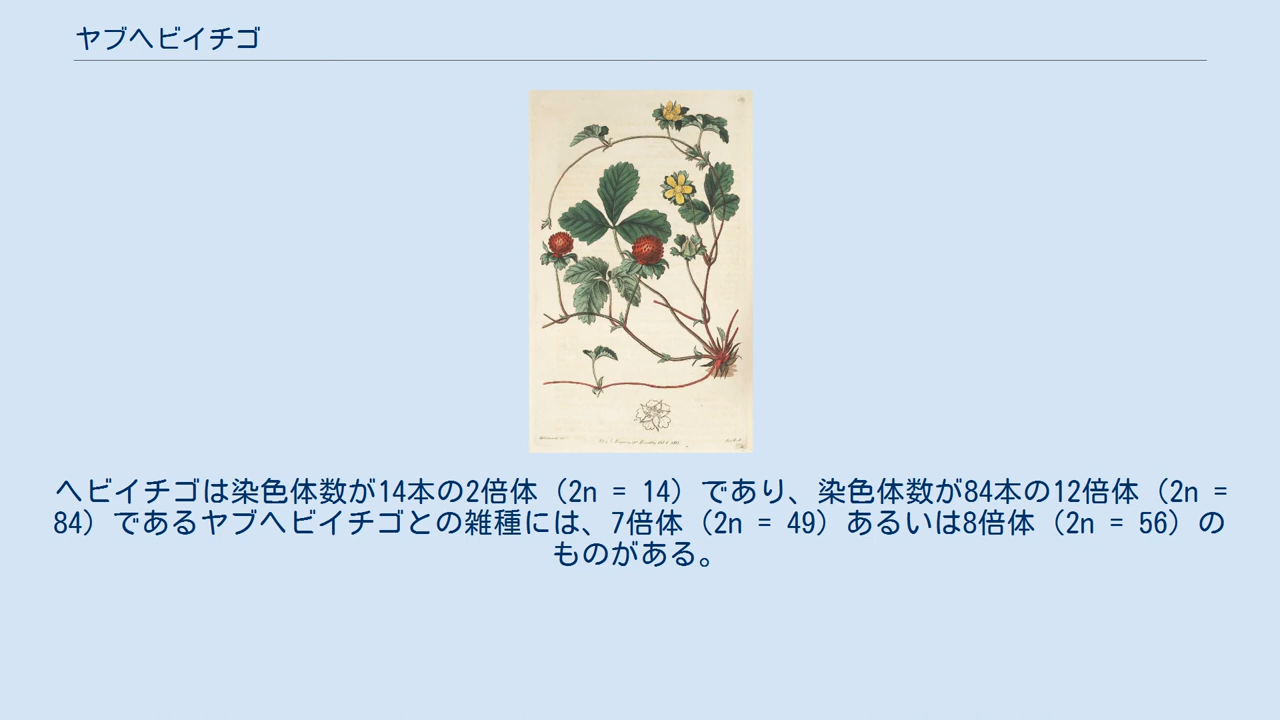 ヤブヘビイチゴ
ヘビイチゴは染色体数が14本の2倍体（2n = 14）であり、染色体数が84本の12倍体（2n =
84）であるヤブヘビイチゴとの雑種には、7倍体（2n = 49）あるいは8倍体（2n = 56）の
ものがある。